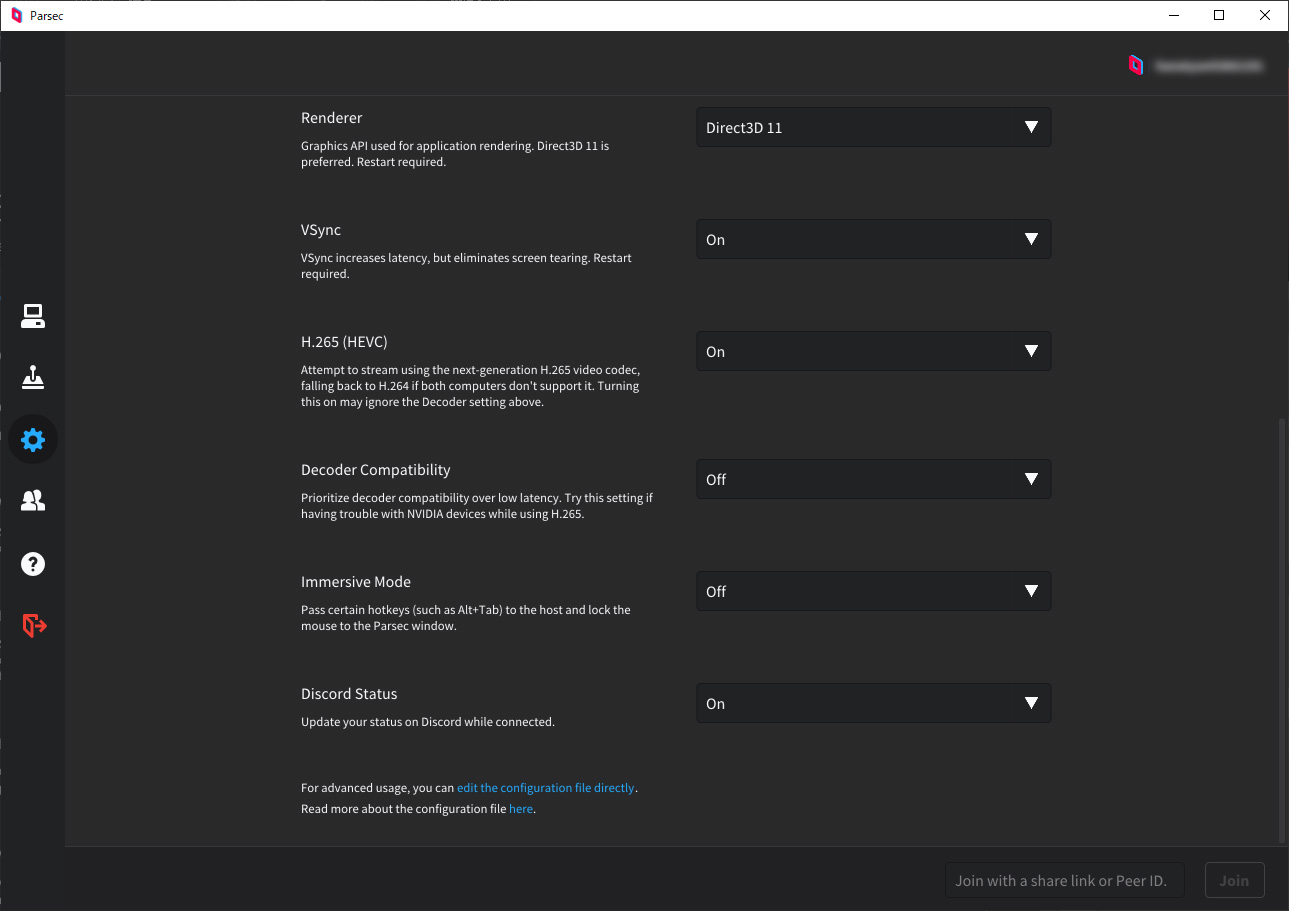 Parsec
Renderer
Direct3D 11
Graphics API used for application rendering. Direct3D 11 is
preferred. Restart required.
VSync
On
VSync increases latency, but eliminates screen tearing. Restart
required.
H.265 (HEVC)
On
Attempt to stream using the next-generation H.265 video codec,
falling back to H.264 if both computers don't support it. Turning
this on may ignore the Decoder setting above.
Decoder Compatibility
Off
Prioritize decoder compatibility over low latency. Try this setting if
having trouble with NVIDIA devices while using H.265.
Immersive Mode
Off
Pass certain hotkeys (such as Alt+Tab) to the host and lock the
mouse to the Parsec window.
Discord Status
On
Update your status on Discord while connected.
For advanced usage, you can edit the configuration file directly.
Read more about the configuration file here.
Join with a share link or Peer ID.
Join